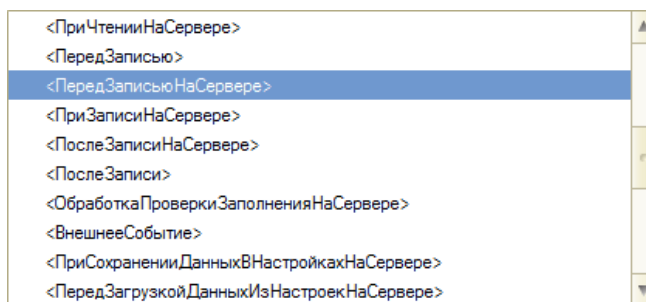 <ПриЧтенииНаСервере>
<ПередЗаписью>
<ПередЗаписьюНаСервере>
<ПриЗаписиНаСервере>
<ПослеЗаписиНаСервере>
<ПослеЗаписи>
<ОбработкаПроверкиЗаполненияНаСервере>
<ВнешнееСобытие>
<ПриСохраненииДанныхВНастройкахНаСервере>
<ПередЗагрузкойДанныхИзНастроекНаСервере>